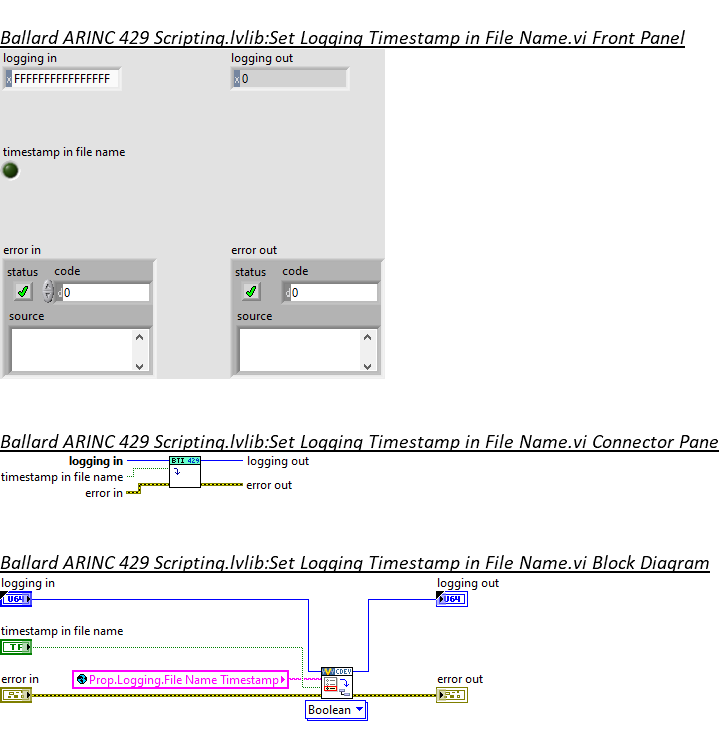 Ballard ARINC 429 Scripting.lvlib:Set Logging Timestamp in File Name.vi Front Panel
logging in
logging out
x FFFFFFFFFFFFFFFF
x 0
timestamp in file name
error in
error out
status code
status code
d 0
d 0
source
source
Ballard ARINC 429 Scripting.lvlib:Set Logging Timestamp in File Name.vi Connector Pane
logging in
BTI 429
logging out
timestamp in file name
error in
error out
Ballard ARINC 429 Scripting.lvlib:Set Logging Timestamp in File Name.vi Block Diagram
logging in
logging out
U64
U64
timestamp in file name
TF
CDEV
error in
Prop.Logging.File Name Timestamp
error out
Boolean